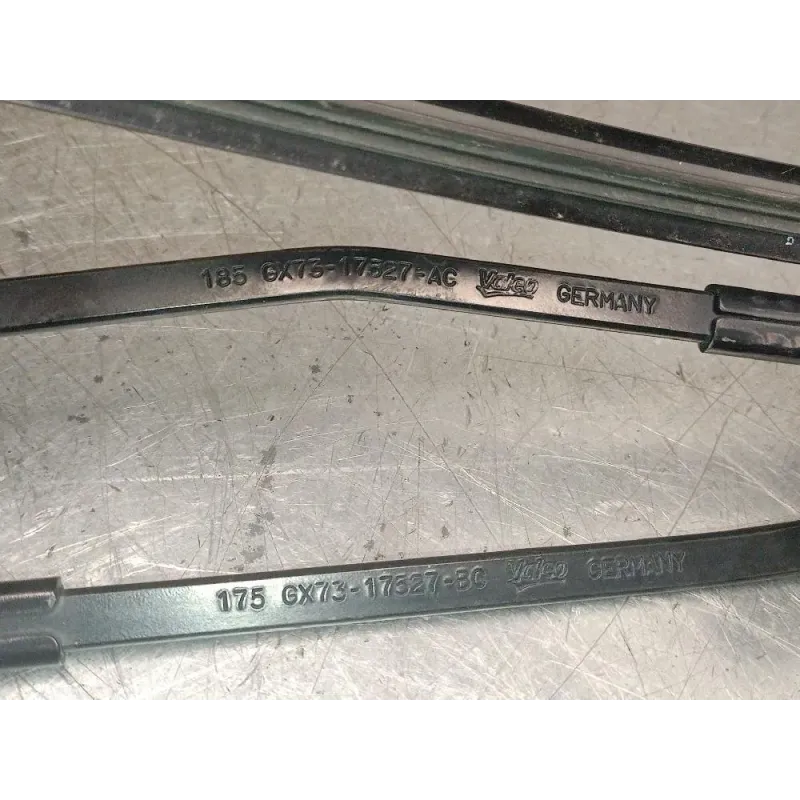 185 GX73-17527-AC Valeo GERMANY
175 GX73-17527-BC Valeo GERMANY